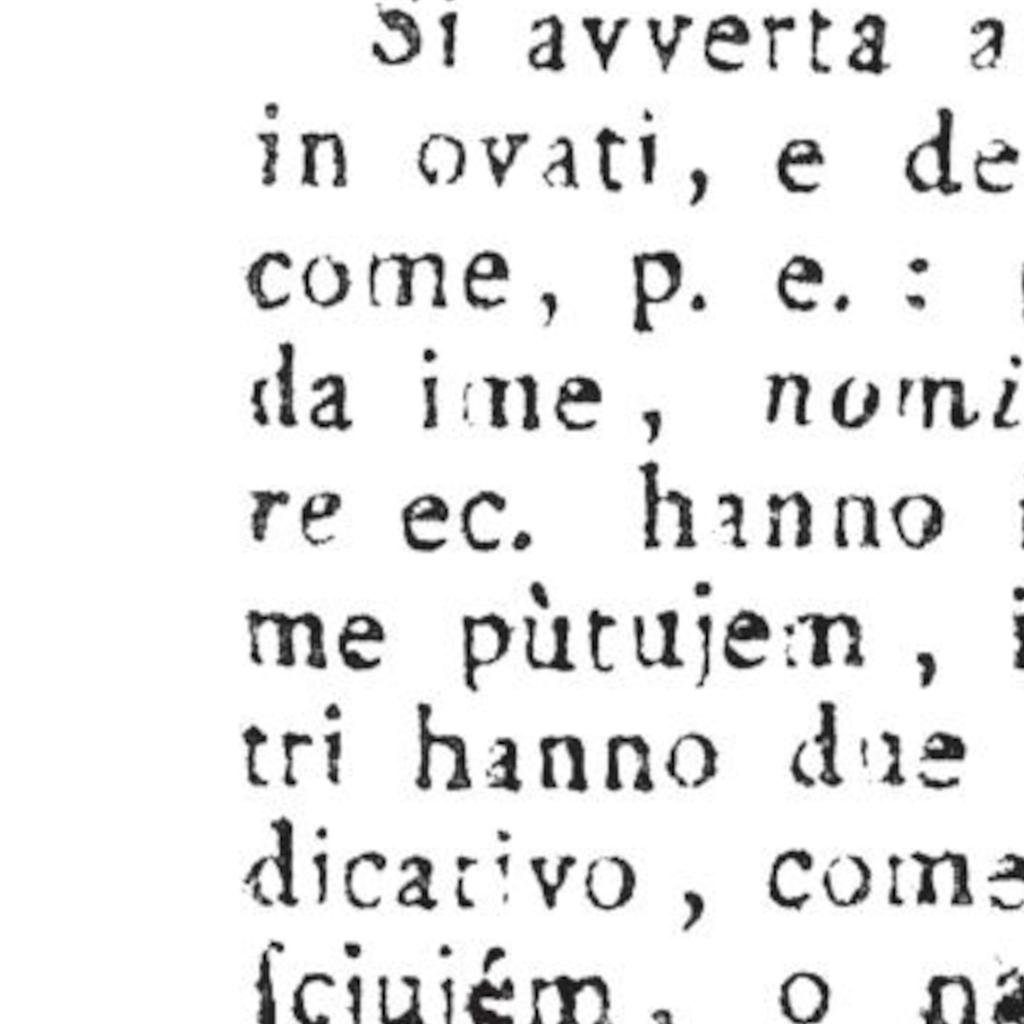 Si avverta a
in ovati, e de
come, p. e. :
da ime, nomi
re ec. hanno
me pùtujem, i
tri hanno due
dicativo, come
ſciujém, o na